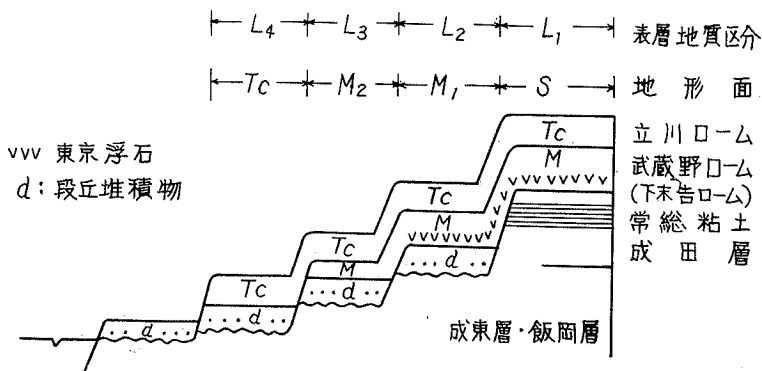 L4 L3 L2 L1 表層地質区分
Tc M2 M1 S 地形面
Tc 立川ローム
vvv 東京浮石
M 武蔵野ローム
d:段丘堆積物
Tc (下末吉ローム)
常総粘土
M
Tc 成田層
d
M
Tc d
d
d 成東層・飯岡層